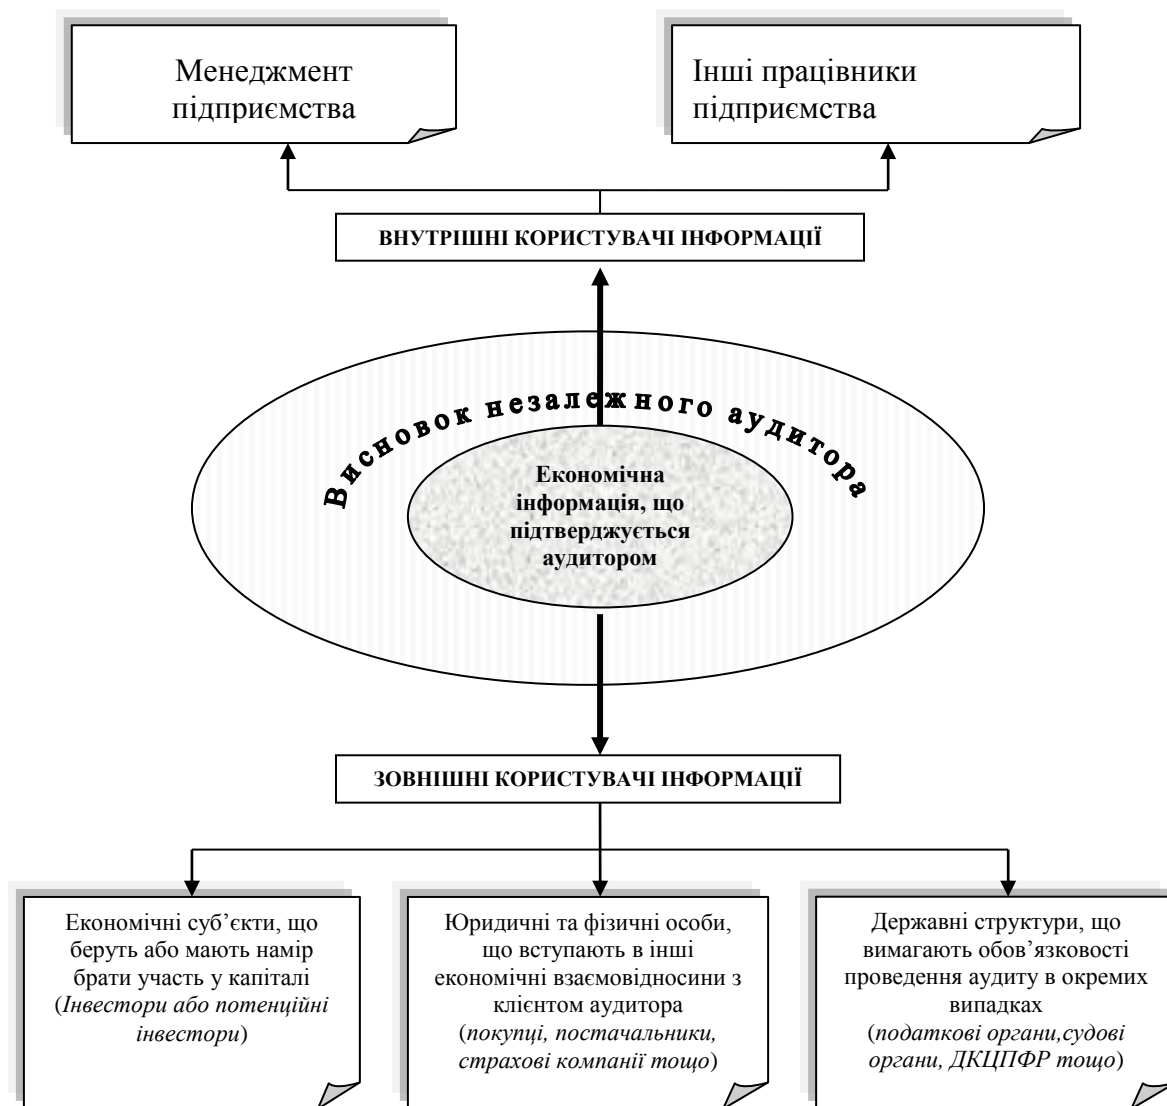 Менеджмент
підприємства
Інші працівники
підприємства
ВНУТРІШНІ КОРИСТУВАЧІ ІНФОРМАЦІЇ
Висновок незалежного аудитора
Економічна
інформація, що
підтверджується
аудитором
ЗОВНІШНІ КОРИСТУВАЧІ ІНФОРМАЦІЇ
Економічні суб’єкти, що
беруть або мають намір
брати участь у капіталі
(Інвестори або потенційні
інвестори)
Юридичні та фізичні особи,
що вступають в інші
економічні взаємовідносини з
клієнтом аудитора
(покупці, постачальники,
страхові компанії тощо)
Державні структури, що
вимагають обов’язковості
проведення аудиту в окремих
випадках
(податкові органи,судові
органи, ДКЦПФР тощо)